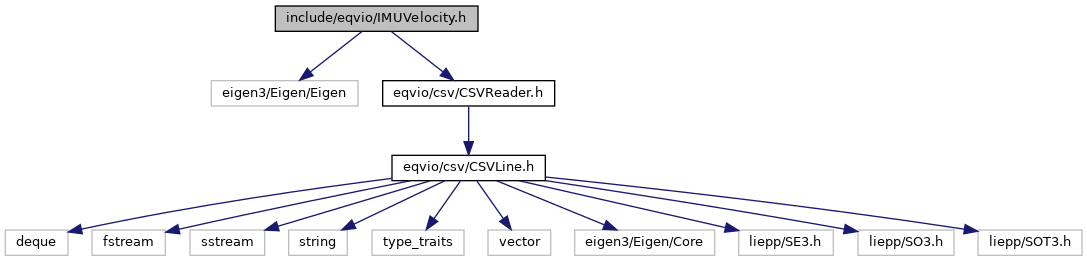 include/eqvio/IMUVelocity.h
eigen3/Eigen/Eigen
eqvio/csv/CSVReader.h
eqvio/csv/CSVLine.h
deque
fstream
sstream
string
type_traits
vector
eigen3/Eigen/Core
liepp/SE3.h
liepp/SO3.h
liepp/SOT3.h